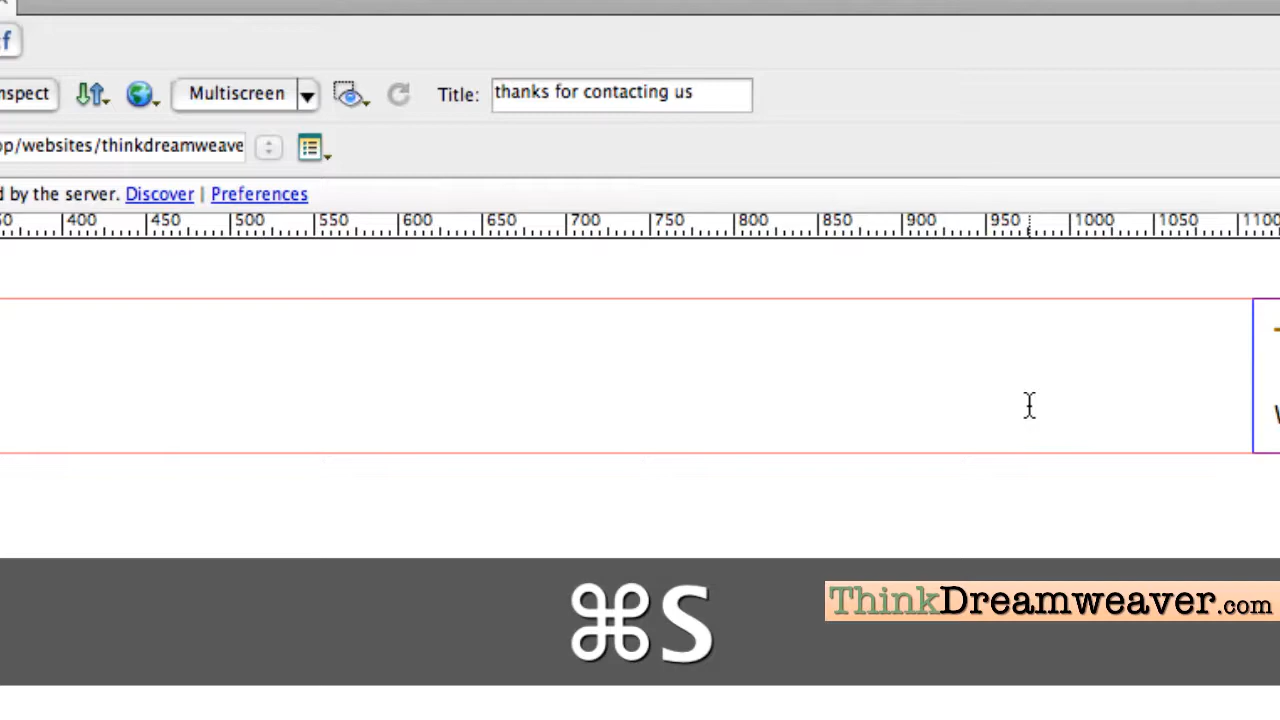 nspect Multiscreen Title: thanks for contacting us
op/websites/thinkdreamweave
d by the server. Discover | Preferences
50 400 450 500 550 600 650 700 750 800 850 900 950 1000 1050 1100
⌘S
ThinkDreamweaver.com